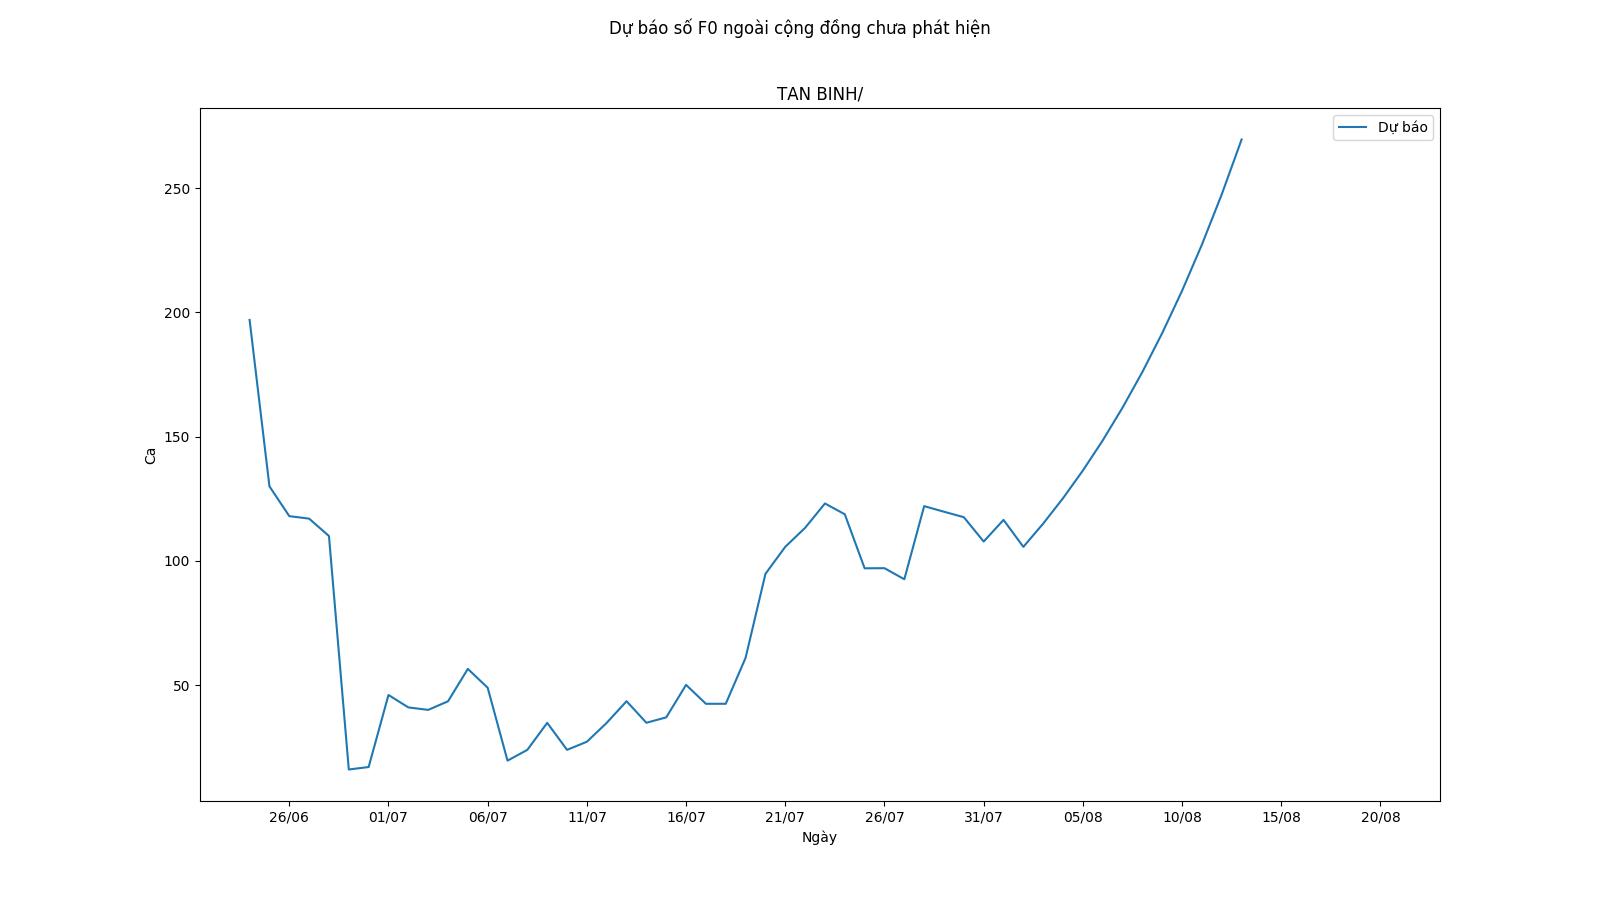 Dự báo số F0 ngoài cộng đồng chưa phát hiện
TAN BINH/
Dự báo
250
200
150
100
50
Ca
26/06 01/07 06/07 11/07 16/07 21/07 26/07 31/07 05/08 10/08 15/08 20/08
Ngày